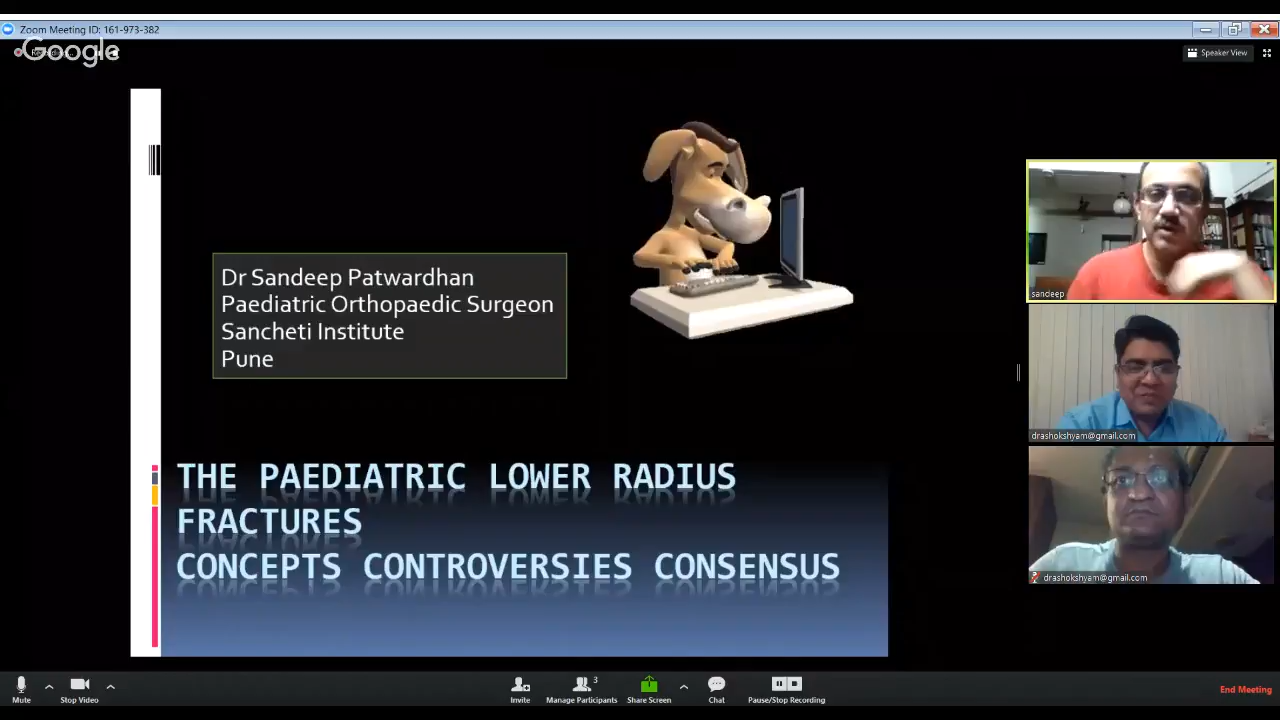 Zoom Meeting ID: 161-973-382
Google
Speaker View
Dr Sandeep Patwardhan
Paediatric Orthopaedic Surgeon
Sancheti Institute
Pune
THE PAEDIATRIC LOWER RADIUS
FRACTURES
CONCEPTS CONTROVERSIES CONSENSUS
sandeep
drashokshyam@gmail.com
drashokshyam@gmail.com
Mute
Stop Video
Invite
3
Manage Participants
Share Screen
Chat
Pause/Stop Recording
End Meeting